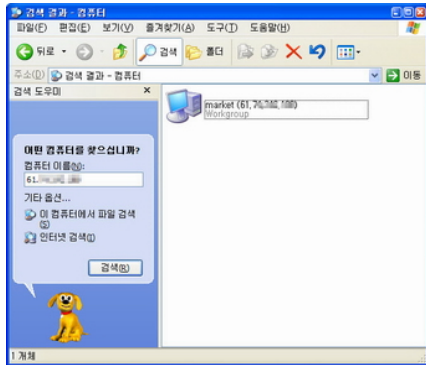 검색 결과 - 컴퓨터
파일(F) 편집(E) 보기(V) 즐겨찾기(A) 도구(T) 도움말(H)
뒤로 검색 폴더
주소(D) 검색 결과 - 컴퓨터 이동
검색 도우미
market (61,
Workgroup
어떤 컴퓨터를 찾으십니까?
컴퓨터 이름(N):
61.
기타 옵션...
이 컴퓨터에서 파일 검색
(S)
인터넷 검색(I)
검색(R)
1 개체